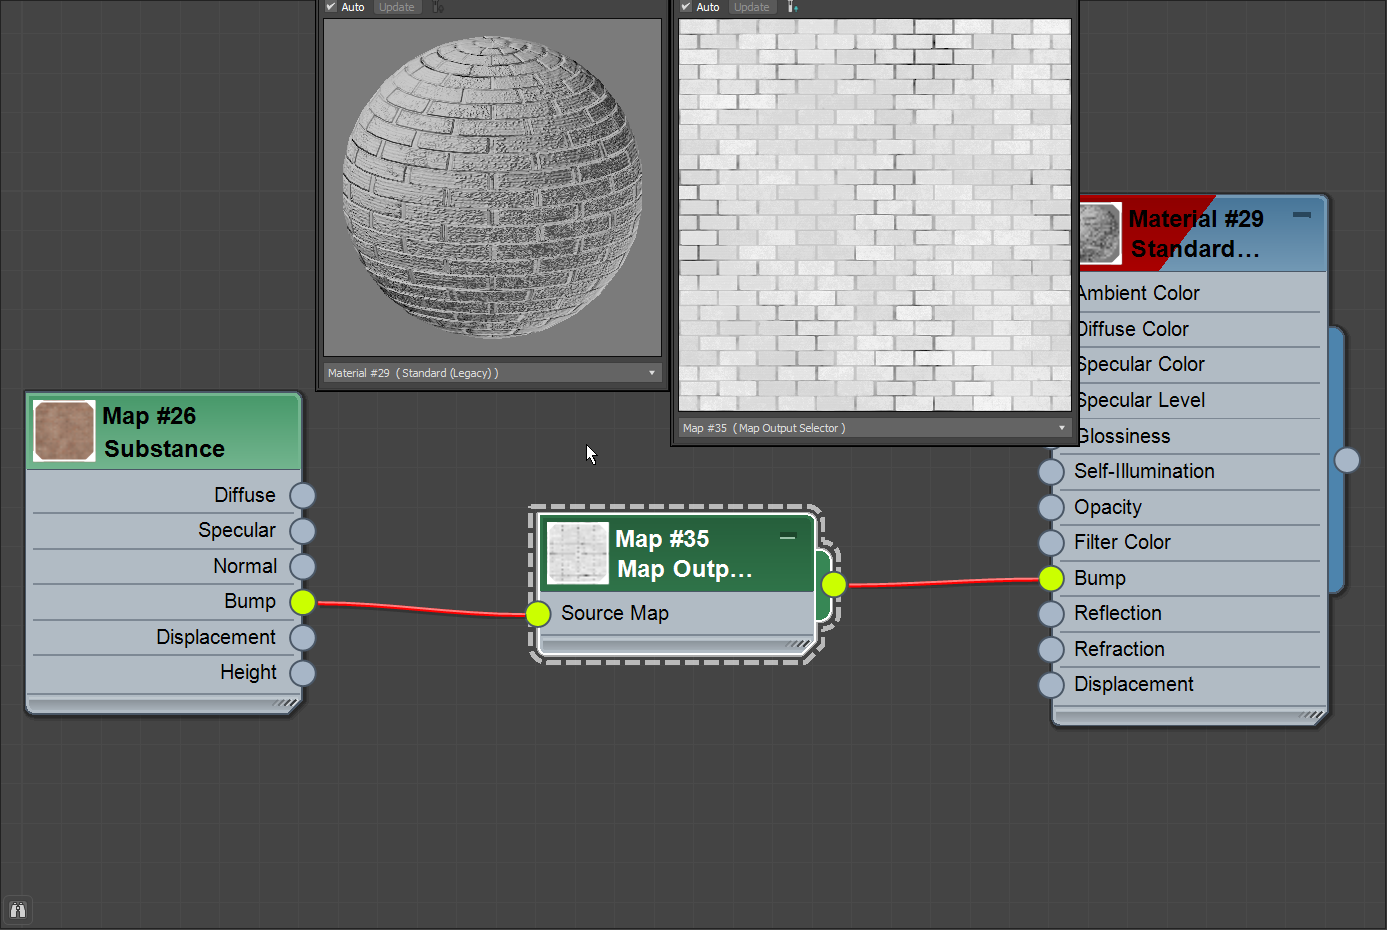 Auto Update
Auto Update
Material #29 ( Standard (Legacy) )
Map #35 ( Map Output Selector )
Map #26
Substance
Diffuse
Specular
Normal
Bump
Displacement
Height
Map #35
Map Outp...
Source Map
Material #29
Standard...
Ambient Color
Diffuse Color
Specular Color
Specular Level
Glossiness
Self-Illumination
Opacity
Filter Color
Bump
Reflection
Refraction
Displacement